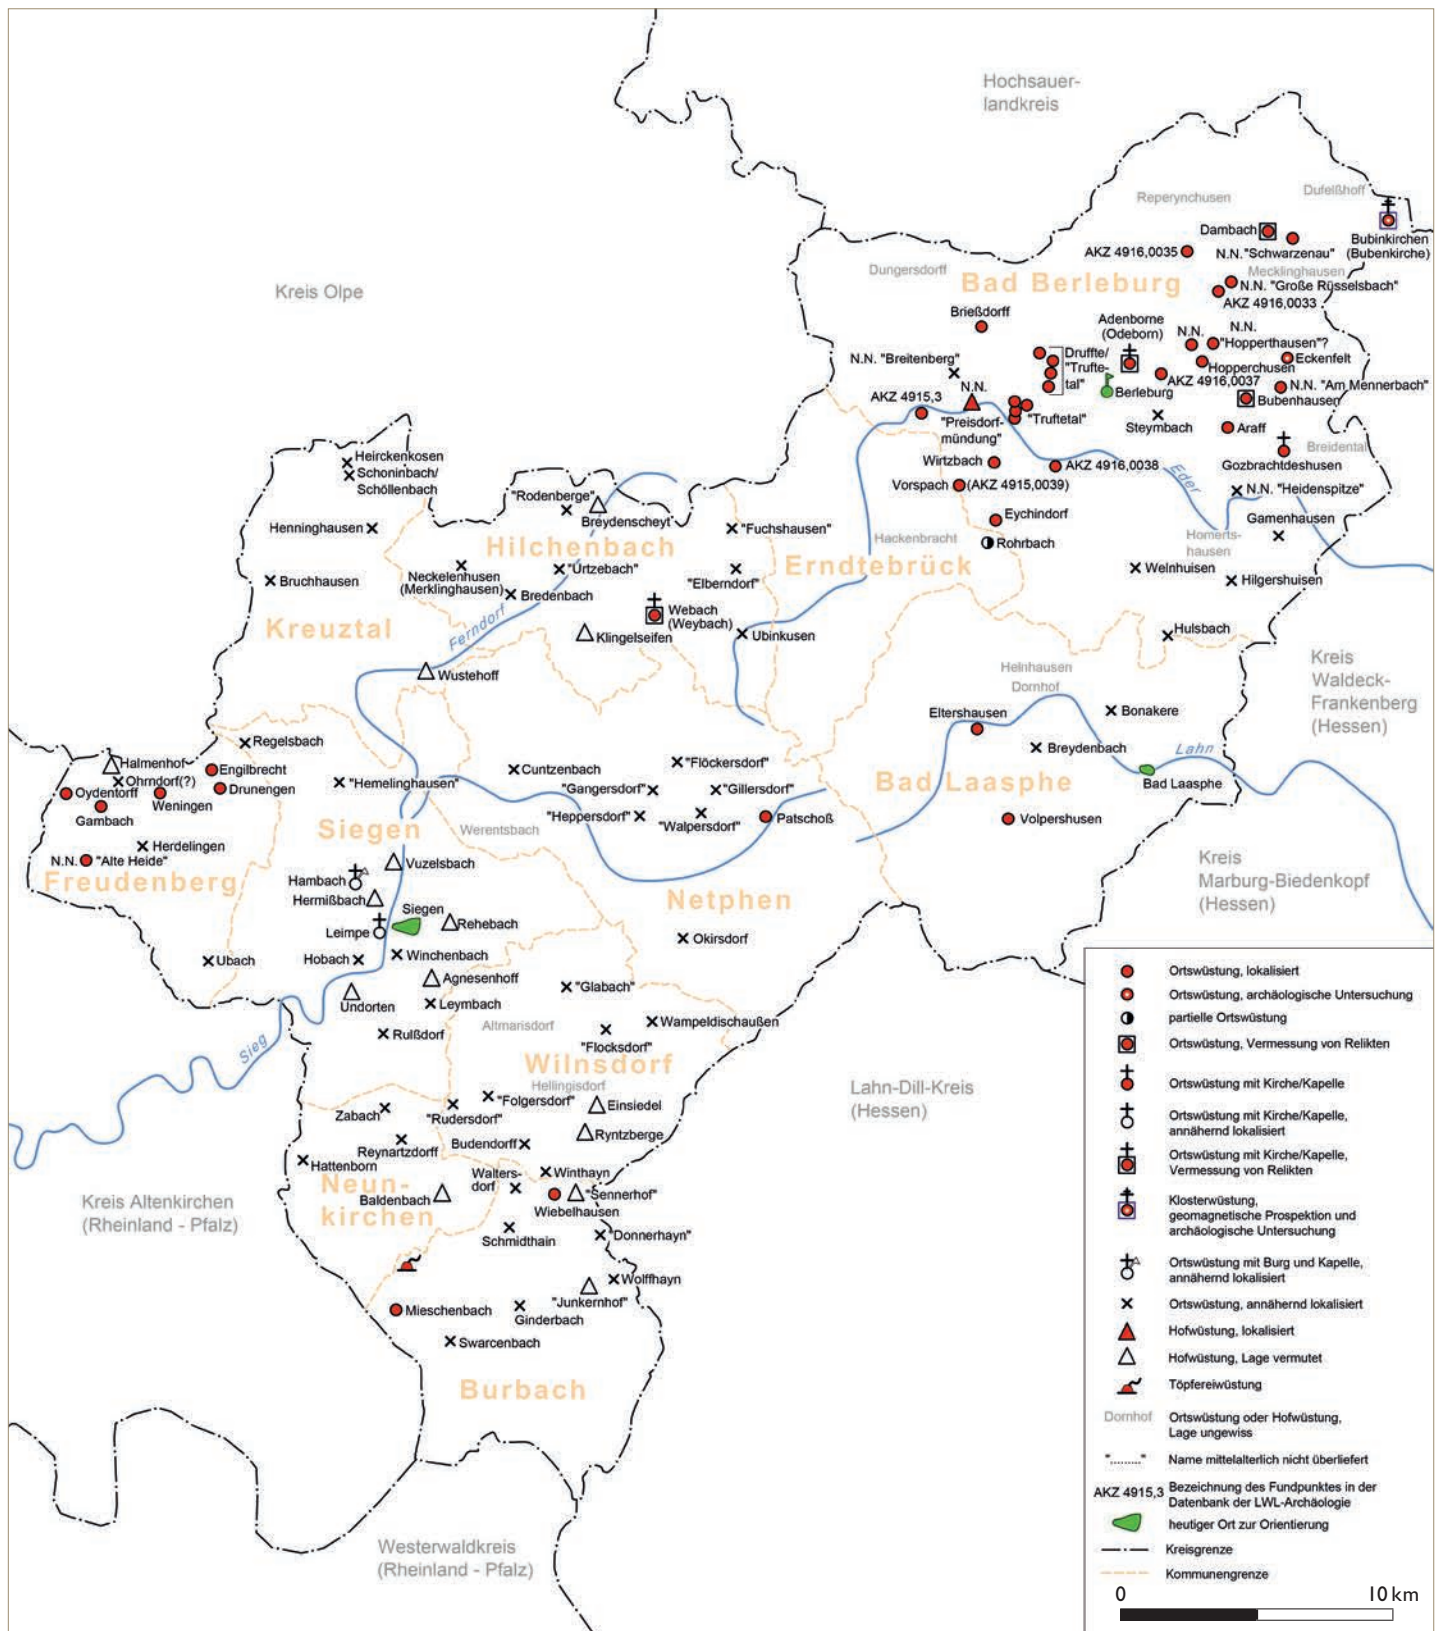 Hochsauer-
landkreis
Reperynchusen
Dufelßhoff
Dambach
Bubinkirchen
(Bubenkirche)
AKZ 4916,0035
N.N. "Schwarzenau"
Dungersdorff
Mecklinghausen
Bad Berleburg
N.N. "Große Rüsselsbach"
AKZ 4916,0033
Kreis Olpe
Brießdorff
Adenborne
(Odeborn)
N.N.
N.N.
"Hopperthausen"?
N.N. "Breitenberg"
Druffte/
"Trufte-
tal"
Eckenfelt
Hopperchusen
AKZ 4916,0037
N.N. "Am Mennerbach"
N.N.
Berleburg
Bubenhausen
AKZ 4915,3
"Preisdorf-
mündung"
"Truftetal"
Steymbach
Araff
Breidental
Gozbrachtdeshusen
Heirckenkosen
Schoninbach/
Schöllenbach
Wirtzbach
AKZ 4916,0038
Eder
Vorspach (AKZ 4915,0039)
N.N. "Heidenspitze"
"Rodenberge"
Breydenscheyt
Henninghausen
"Fuchshausen"
Eychindorf
Gamenhausen
Hilchenbach
Hackenbracht
Rohrbach
Homerts-
hausen
Erndtebrück
Neckelenhusen
(Merklinghausen)
"Urtzebach"
"Elberndorf"
Bruchhausen
Bredenbach
Welnhuisen
Hilgershuisen
Webach
(Weybach)
Kreuztal
Ferndorf
Klingelseifen
Ubinkusen
Hulsbach
Wustehoff
Helnhausen
Dornhof
Kreis
Waldeck-
Frankenberg
(Hessen)
Eltershausen
Bonakere
Regelsbach
Breydenbach
Lahn
Halmenhof
Ohrndorf(?)
Engilbrecht
"Flöckersdorf"
Cuntzenbach
Oydentorff
Drunengen
"Hemelinghausen"
"Gangersdorf"
"Gillersdorf"
Bad Laasphe
Bad Laasphe
Weningen
Gambach
"Heppersdorf"
"Walpersdorf"
Patschoß
Volpershusen
Siegen
Werentsbach
Herdelingen
N.N. "Alte Heide"
Vuzelsbach
Kreis
Marburg-Biedenkopf
(Hessen)
Freudenberg
Hambach
Hermißbach
Netphen
Siegen
Leimpe
Rehebach
Okirsdorf
Ubach
Hobach
Winchenbach
Agnesenhoff
"Glabach"
Undorten
Leymbach
Altmarisdorf
Wampeldischaußen
Rulßdorf
"Flocksdorf"
Sieg
Wilnsdorf
Hellingisdorf
Lahn-Dill-Kreis
(Hessen)
Zabach
"Folgersdorf"
Einsiedel
"Rudersdorf"
Reynartzdorff
Budendorff
Ryntzberge
Hattenborn
Walters-
dorf
Winthayn
Kreis Altenkirchen
(Rheinland - Pfalz)
Neun-
kirchen
Baldenbach
"Sennerhof"
Wiebelhausen
Schmidthain
"Donnerhayn"
Wolffhayn
"Junkernhof"
Mieschenbach
Ginderbach
Swarcenbach
Burbach
Westerwaldkreis
(Rheinland - Pfalz)
Ortswüstung, lokalisiert
Ortswüstung, archäologische Untersuchung
partielle Ortswüstung
Ortswüstung, Vermessung von Relikten
Ortswüstung mit Kirche/Kapelle
Ortswüstung mit Kirche/Kapelle,
annähernd lokalisiert
Ortswüstung mit Kirche/Kapelle,
Vermessung von Relikten
Klosterwüstung,
geomagnetische Prospektion und
archäologische Untersuchung
Ortswüstung mit Burg und Kapelle,
annähernd lokalisiert
Ortswüstung, annähernd lokalisiert
Hofwüstung, lokalisiert
Hofwüstung, Lage vermutet
Töpfereiwüstung
Dornhof Ortswüstung oder Hofwüstung,
Lage ungewiss
"........." Name mittelalterlich nicht überliefert
AKZ 4915,3 Bezeichnung des Fundpunktes in der
Datenbank der LWL-Archäologie
heutiger Ort zur Orientierung
Kreisgrenze
Kommunengrenze
0 10 km